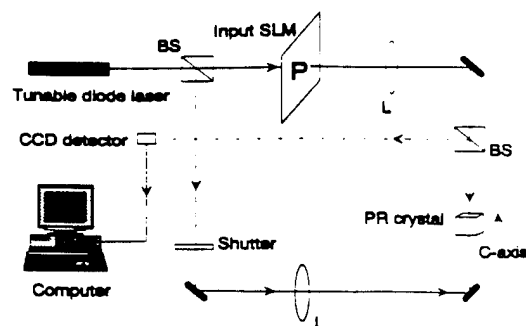 Input SLM
BS
P
Tunable diode laser
L
CCD detector
BS
PR crystal
C-axis
Shutter
Computer
L